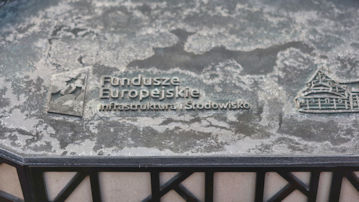 Fundusze
Europejskie
Infrastruktura i Środowisko